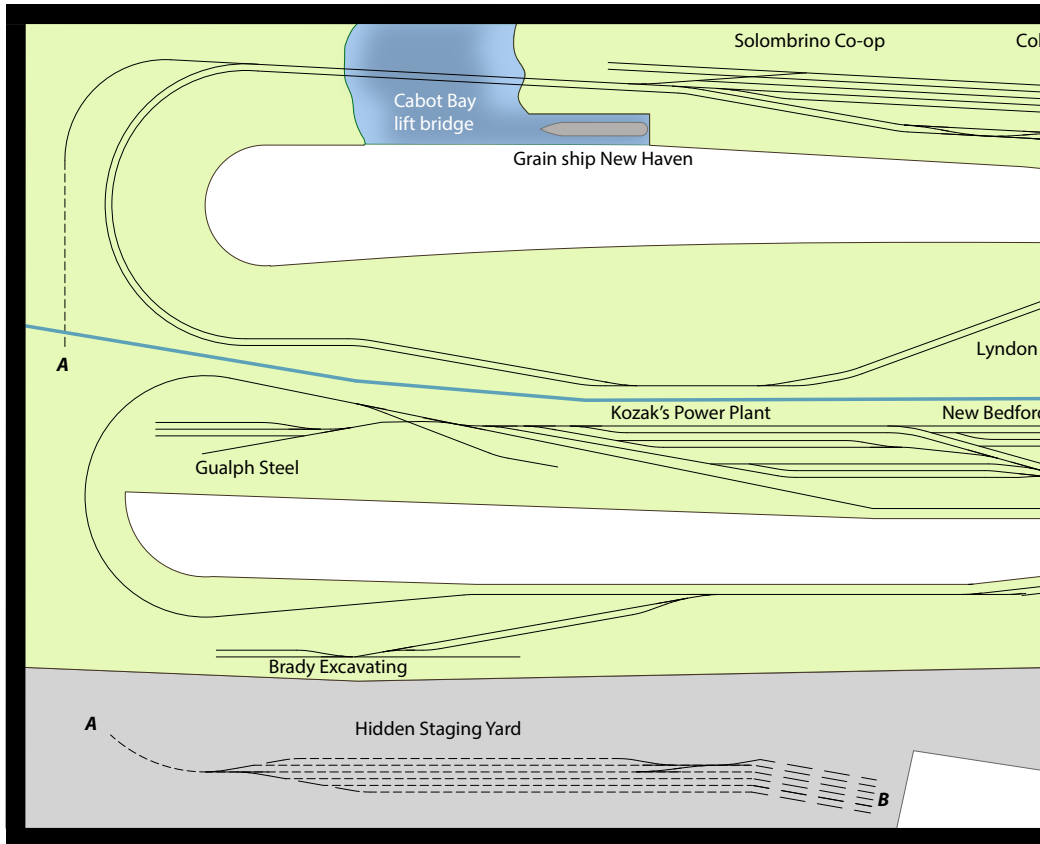 Solombrino Co-op
Cabot Bay
lift bridge
Grain ship New Haven
A
Lyndon
Kozak's Power Plant
Gualph Steel
Brady Excavating
A
Hidden Staging Yard
B